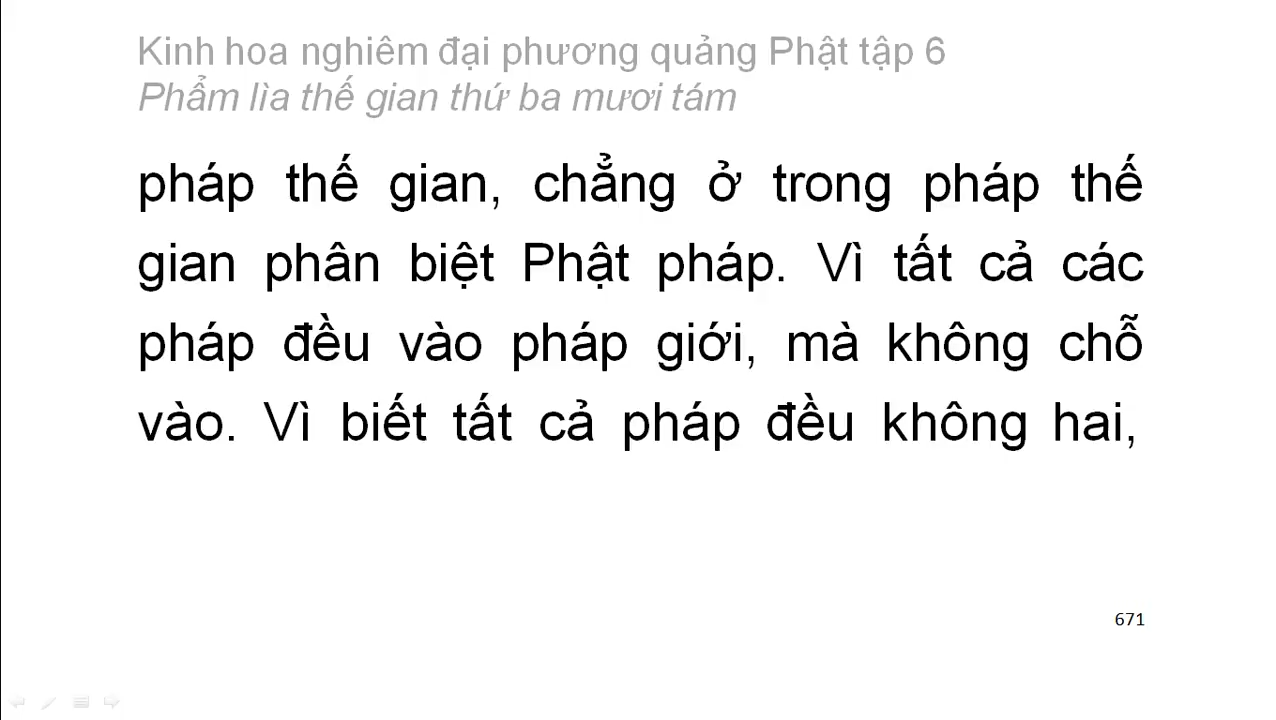 Kinh hoa nghiêm đại phương quảng Phật tập 6
Phẩm lìa thế gian thứ ba mươi tám
pháp thế gian, chẳng ở trong pháp thế
gian phân biệt Phật pháp. Vì tất cả các
pháp đều vào pháp giới, mà không chỗ
vào. Vì biết tất cả pháp đều không hai,
671